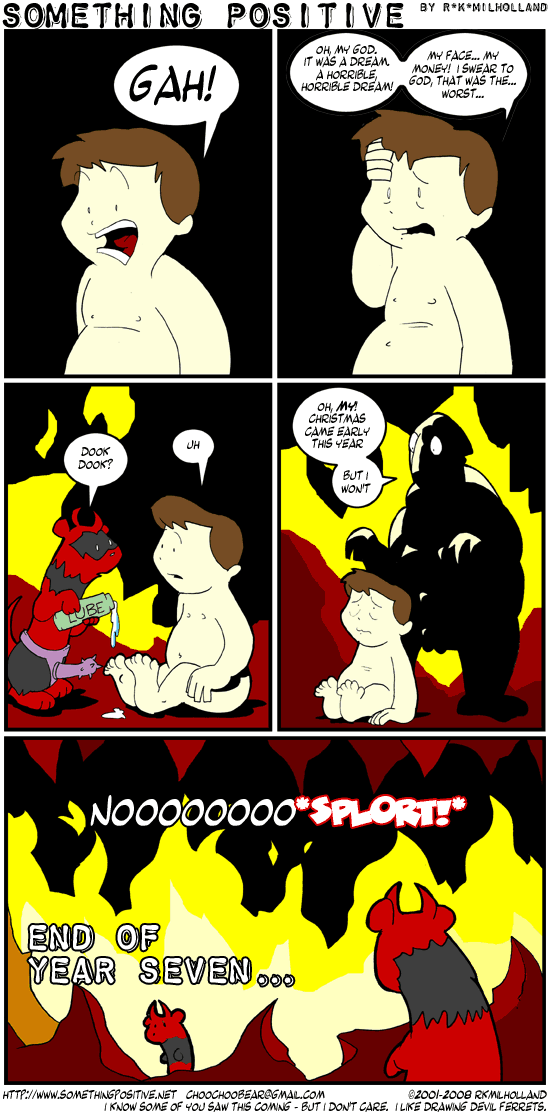 SOMETHING POSITIVE BY R*K*MILHOLLAND
GAH!
OH, MY GOD.
IT WAS A DREAM.
A HORRIBLE,
HORRIBLE DREAM!
MY FACE... MY
MONEY! I SWEAR TO
GOD, THAT WAS THE...
WORST...
DOOK
DOOK?
UH
LUBE
OH, MY!
CHRISTMAS
CAME EARLY
THIS YEAR
BUT I
WON'T
NOOOOOOOO*SPLORT!*
END OF
YEAR SEVEN...
HTTP://WWW.SOMETHINGPOSITIVE.NET CHOOCHOOBEAR@GMAIL.COM ©2001-2008 RKMILHOLLAND
I KNOW SOME OF YOU SAW THIS COMING - BUT I DON'T CARE. I LIKE DRAWING DEVIL FERRETS.